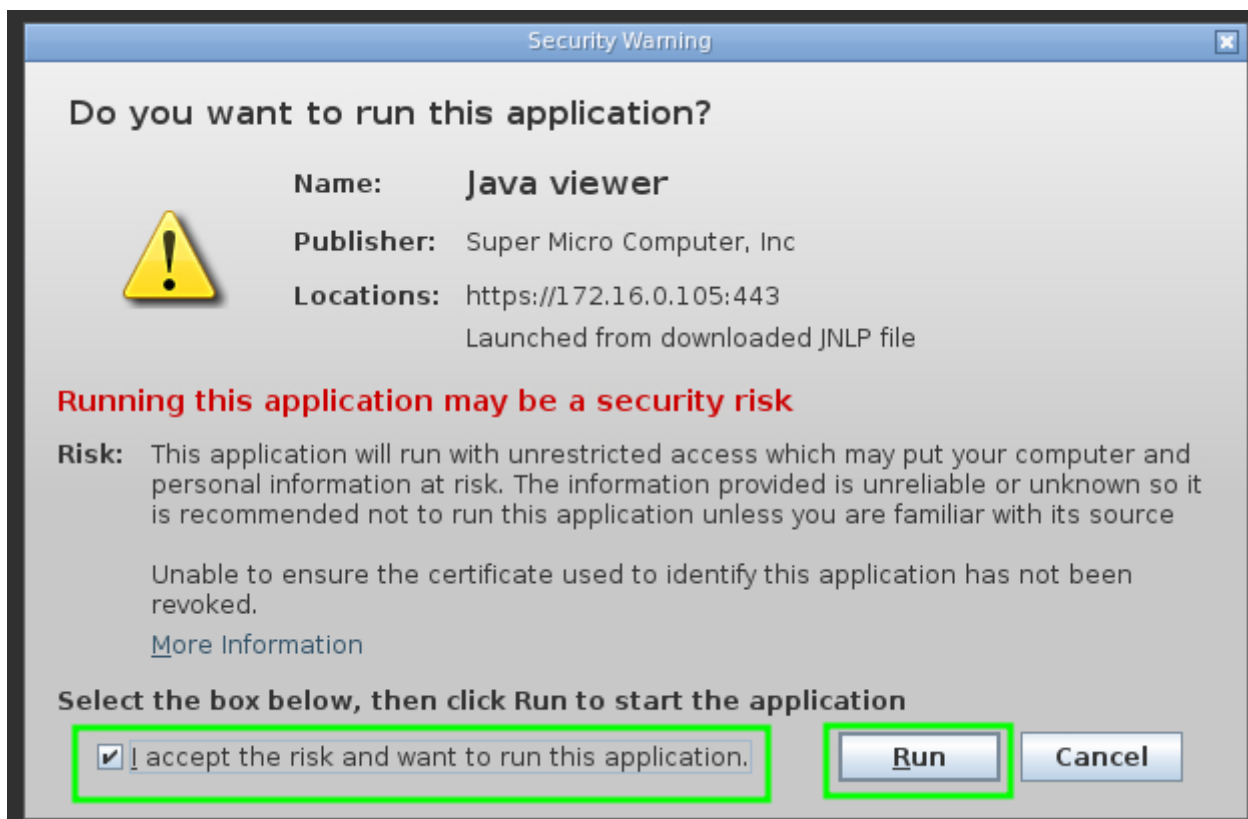 Security Warning
Do you want to run this application?
Name: Java viewer
Publisher: Super Micro Computer, Inc
Locations: https://172.16.0.105:443
Launched from downloaded JNLP file
Running this application may be a security risk
Risk: This application will run with unrestricted access which may put your computer and
personal information at risk. The information provided is unreliable or unknown so it
is recommended not to run this application unless you are familiar with its source
Unable to ensure the certificate used to identify this application has not been
revoked.
More Information
Select the box below, then click Run to start the application
I accept the risk and want to run this application. Run Cancel